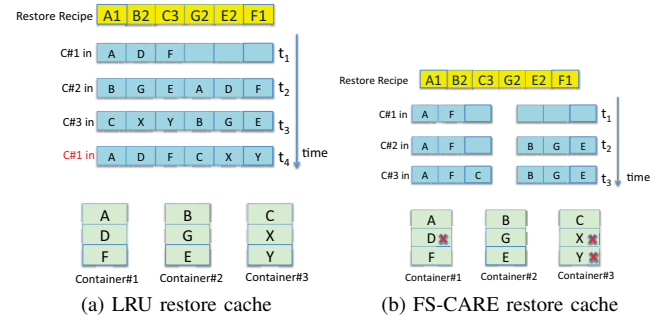 Restore Recipe A1 B2 C3 G2 E2 F1
C#1 in A D F t1
C#2 in B G E A D F t2
C#3 in C X Y B G E t3
C#1 in A D F C X Y t4
time
A B C
D G X
F E Y
Container#1 Container#2 Container#3
(a) LRU restore cache
Restore Recipe A1 B2 C3 G2 E2 F1
C#1 in A F t1
C#2 in A F B G E t2
C#3 in A F C B G E t3
time
A B C
D G X
F E Y
Container#1 Container#2 Container#3
(b) FS-CARE restore cache